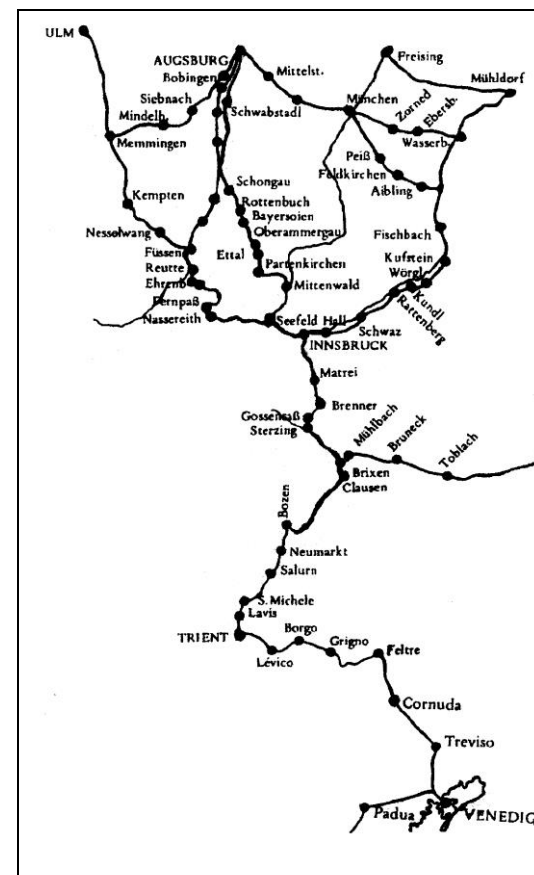 ULM
Freising
AUGSBURG
Bobingen
Mittelst.
Mühldorf
Siebnach
München
Zorned
Ebersb.
Mindelh
Schwabstadl
Wasserb.
Memmingen
Peiß
Feldkirchen
Aibling
Schongau
Kempten
Rottenbuch
Bayersoien
Oberammergau
Fischbach
Nesselwang
Füssen
Ettal
Partenkirchen
Kufstein
Reutte
Wörgl
Ehrenb
Mittenwald
Kundl
Rattenberg
Fernpaß
Nassereith
Seefeld
Hall
Schwaz
INNSBRUCK
Matrei
Brenner
Gossensaß
Sterzing
Mühlbach
Bruneck
Toblach
Brixen
Clausen
Bozen
Neumarkt
Salurn
S. Michele
Lavis
TRIENT
Borgo
Grigno
Feltre
Lévico
Cornuda
Treviso
Padua
VENEDIG